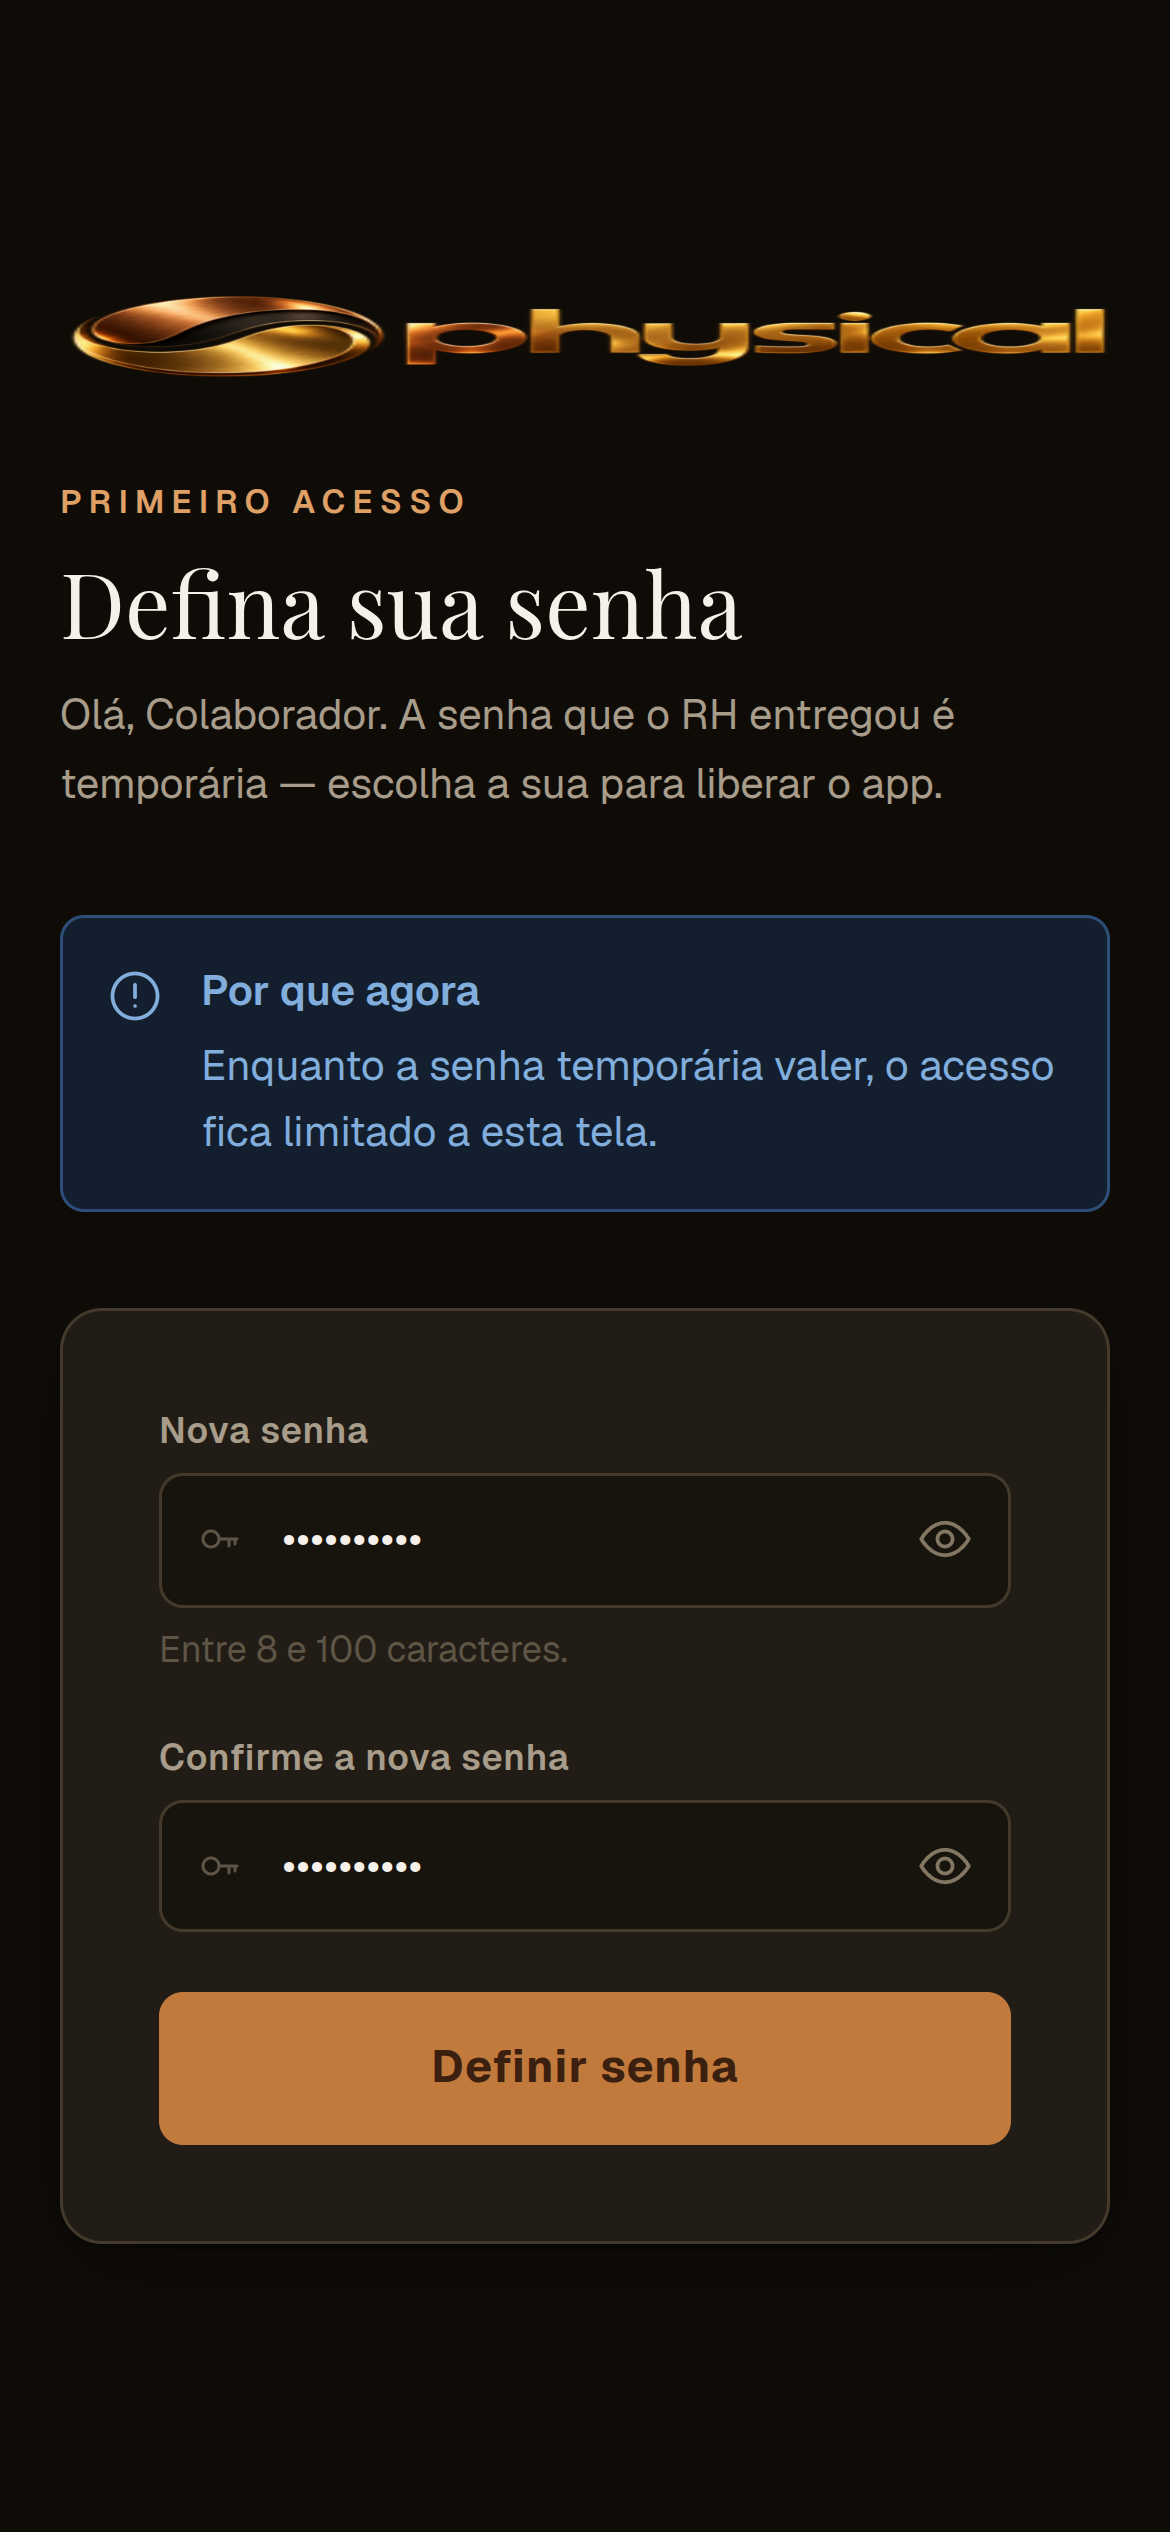 physical
PRIMEIRO ACESSO
Defina sua senha
Olá, Colaborador. A senha que o RH entregou é
temporária — escolha a sua para liberar o app.
Por que agora
Enquanto a senha temporária valer, o acesso
fica limitado a esta tela.
Nova senha
••••••••••
Entre 8 e 100 caracteres.
Confirme a nova senha
••••••••••
Definir senha